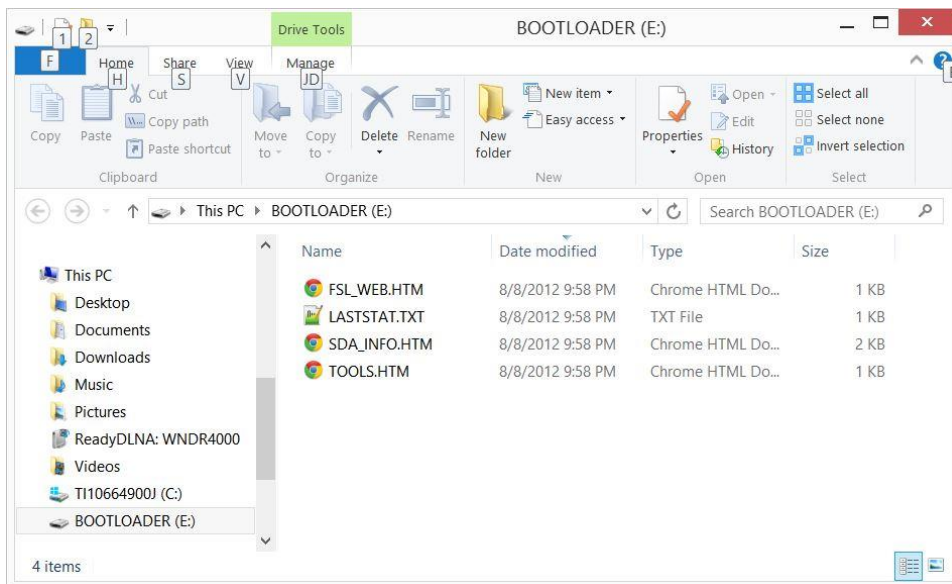 1 2 Drive Tools BOOTLOADER (E:)
F Home Share View Manage
H S V JD
Copy
Paste
Cut
Copy path
Paste shortcut
Clipboard
Move to
Copy to
Delete
Rename
Organize
New folder
New item
Easy access
New
Properties
Open
Edit
History
Open
Select all
Select none
Invert selection
Select
This PC BOOTLOADER (E:)
Search BOOTLOADER (E:)
Name Date modified Type Size
FSL_WEB.HTM 8/8/2012 9:58 PM Chrome HTML Do... 1 KB
LASTSTAT.TXT 8/8/2012 9:58 PM TXT File 1 KB
SDA_INFO.HTM 8/8/2012 9:58 PM Chrome HTML Do... 2 KB
TOOLS.HTM 8/8/2012 9:58 PM Chrome HTML Do... 1 KB
This PC
Desktop
Documents
Downloads
Music
Pictures
ReadyDLNA: WNDR4000
Videos
TI10664900J (C:)
BOOTLOADER (E:)
4 items